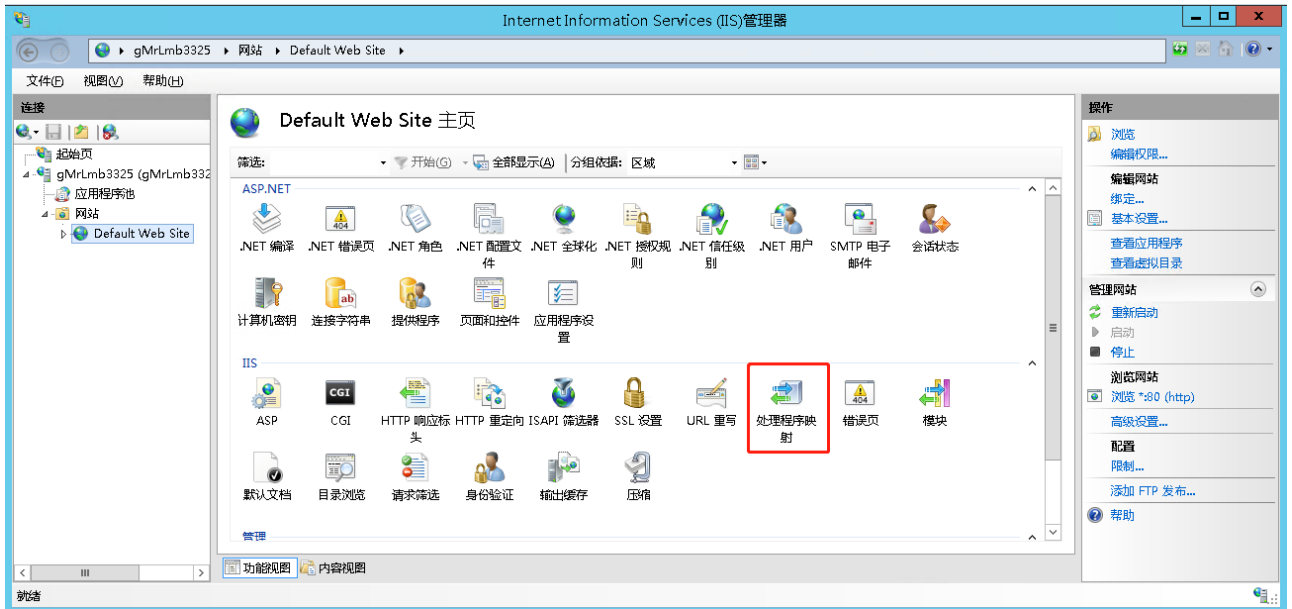 Internet Information Services (IIS)管理器
gMrLmb3325 网站 Default Web Site
文件(F) 视图(V) 帮助(H)
连接
起始页
gMrLmb3325 (gMrLmb332
应用程序池
网站
Default Web Site
Default Web Site 主页
筛选: 开始(G) 全部显示(A) 分组依据: 区域
ASP.NET
.NET 编译 .NET 错误页 .NET 角色 .NET 配置文 .NET 全球化 .NET 授权规 .NET 信任级 .NET 用户 SMTP 电子 会话状态
件 则 别 邮件
计算机密钥 连接字符串 提供程序 页面和控件 应用程序设
置
IIS
404
CGI
ab
ASP CGI HTTP 响应标 HTTP 重定向 ISAPI 筛选器 SSL 设置 URL 重写 处理程序映 错误页 模块
头 射
404
默认文档 目录浏览 请求筛选 身份验证 输出缓存 压缩
管理
功能视图 内容视图
就绪
操作
浏览
编辑权限...
编辑网站
绑定...
基本设置...
查看应用程序
查看虚拟目录
管理网站
重新启动
启动
停止
浏览网站
浏览 *:80 (http)
高级设置...
配置
限制...
添加 FTP 发布...
帮助